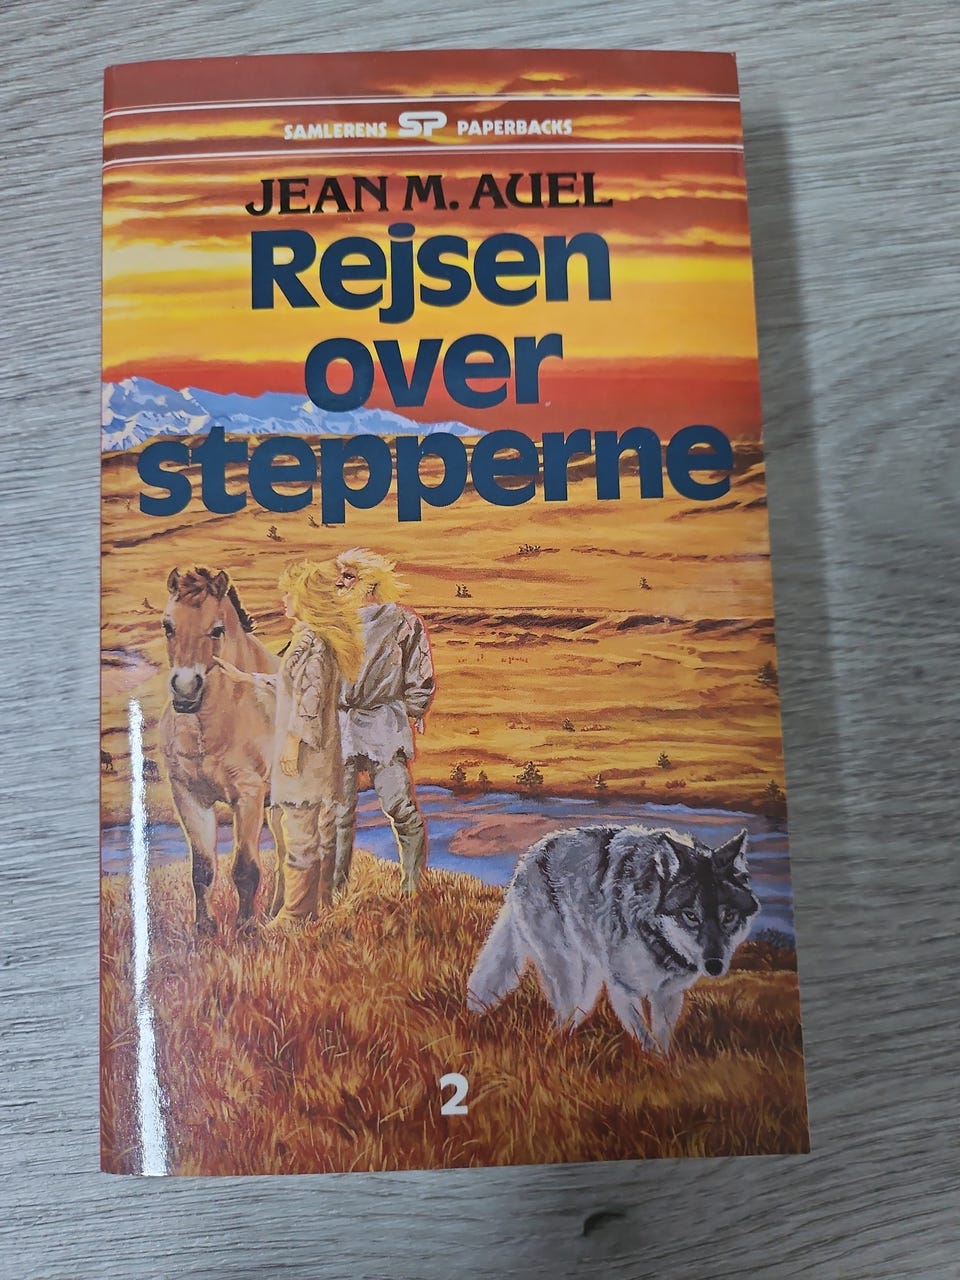 SAMLERENS SP PAPERBACKS
JEAN M. AUEL
Rejsen
over
stepperne
2